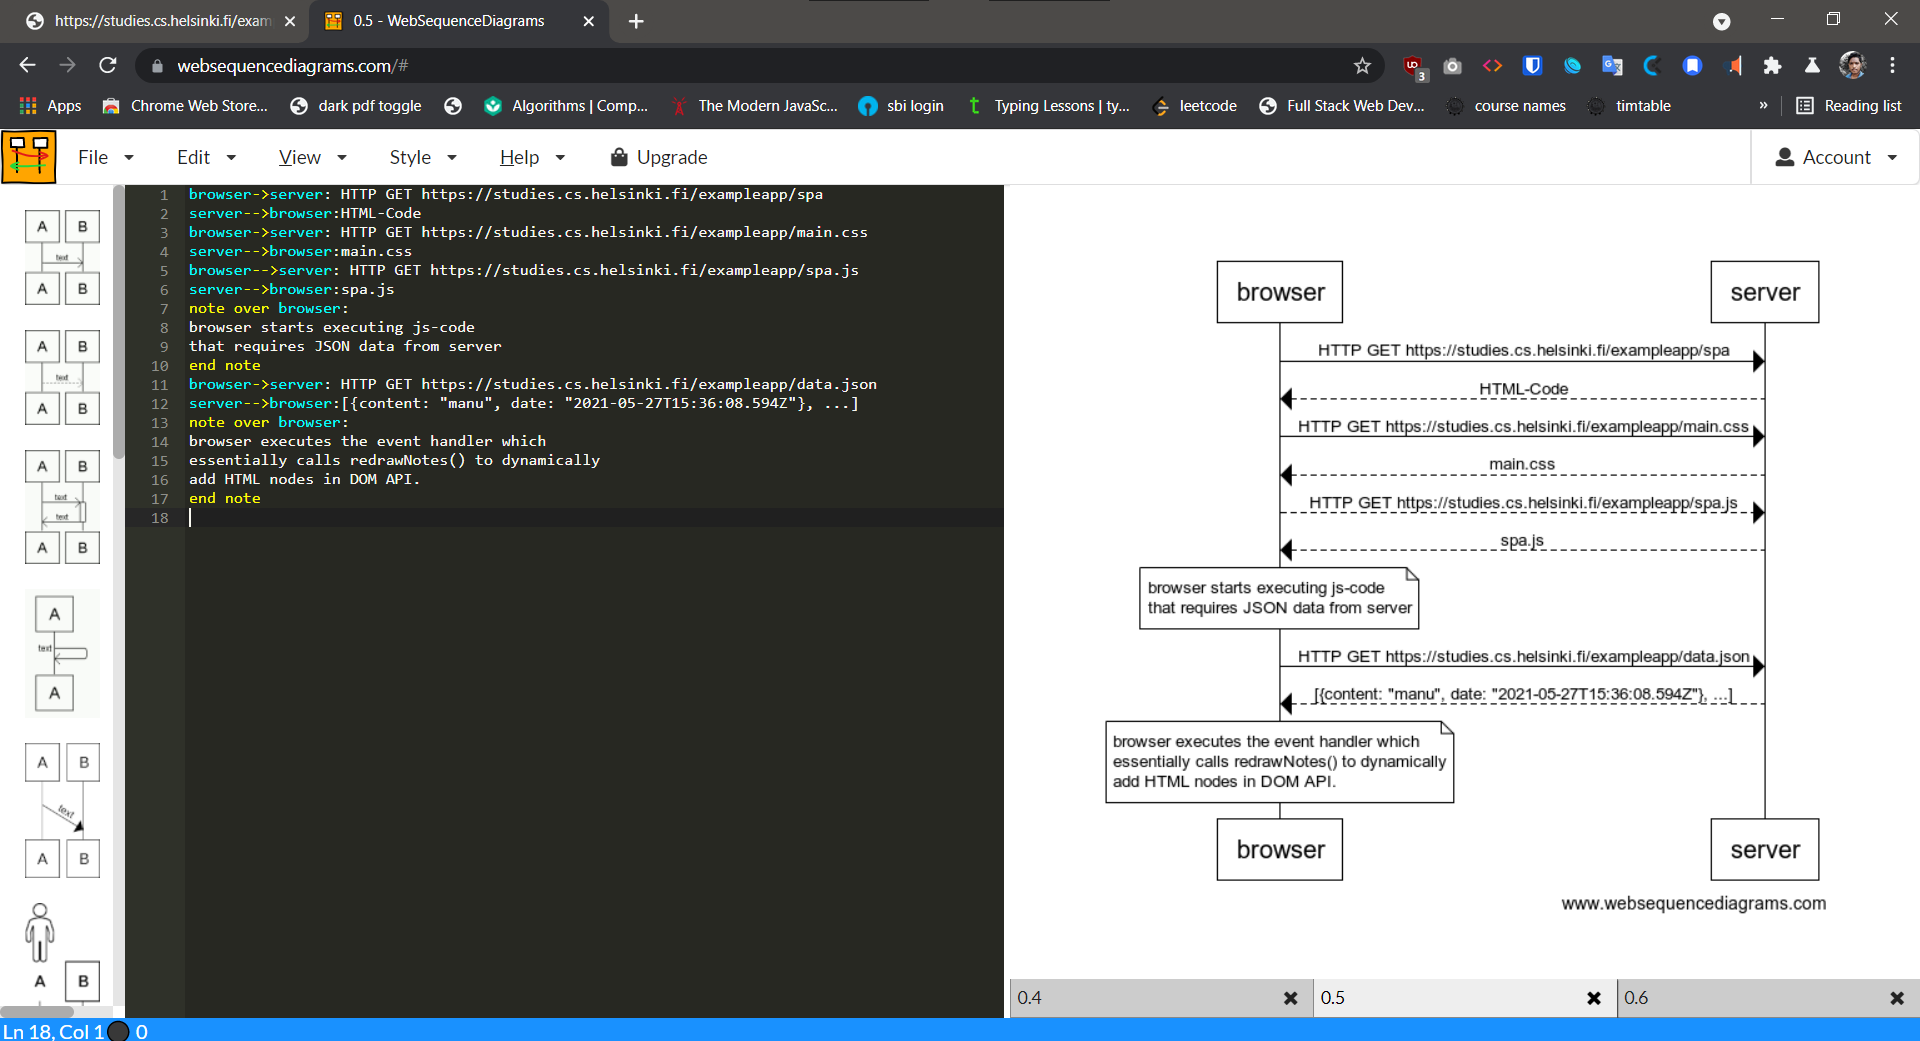 https://studies.cs.helsinki.fi/exam
0.5 - WebSequenceDiagrams
websequencediagrams.com/#
3
Apps
Chrome Web Store...
dark pdf toggle
Algorithms | Comp...
The Modern JavaSc...
sbi login
Typing Lessons | ty...
leetcode
Full Stack Web Dev...
course names
timtable
»
Reading list
File
Edit
View
Style
Help
Upgrade
Account
A B
text
A B
A B
text
A B
A B
text
text
A B
A
text
A
A B
text
A B
A B
1 browser->server: HTTP GET https://studies.cs.helsinki.fi/exampleapp/spa
2 server-->browser:HTML-Code
3 browser->server: HTTP GET https://studies.cs.helsinki.fi/exampleapp/main.css
4 server-->browser:main.css
5 browser-->server: HTTP GET https://studies.cs.helsinki.fi/exampleapp/spa.js
6 server-->browser:spa.js
7 note over browser:
8 browser starts executing js-code
9 that requires JSON data from server
10 end note
11 browser->server: HTTP GET https://studies.cs.helsinki.fi/exampleapp/data.json
12 server-->browser:[{content: "manu", date: "2021-05-27T15:36:08.594Z"}, ...]
13 note over browser:
14 browser executes the event handler which
15 essentially calls redrawNotes() to dynamically
16 add HTML nodes in DOM API.
17 end note
18
browser
server
HTTP GET https://studies.cs.helsinki.fi/exampleapp/spa
HTML-Code
HTTP GET https://studies.cs.helsinki.fi/exampleapp/main.css
main.css
HTTP GET https://studies.cs.helsinki.fi/exampleapp/spa.js
spa.js
browser starts executing js-code
that requires JSON data from server
HTTP GET https://studies.cs.helsinki.fi/exampleapp/data.json
[{content: "manu", date: "2021-05-27T15:36:08.594Z"}, ...]
browser executes the event handler which
essentially calls redrawNotes() to dynamically
add HTML nodes in DOM API.
browser
server
www.websequencediagrams.com
0.4
0.5
0.6
Ln 18, Col 1
0